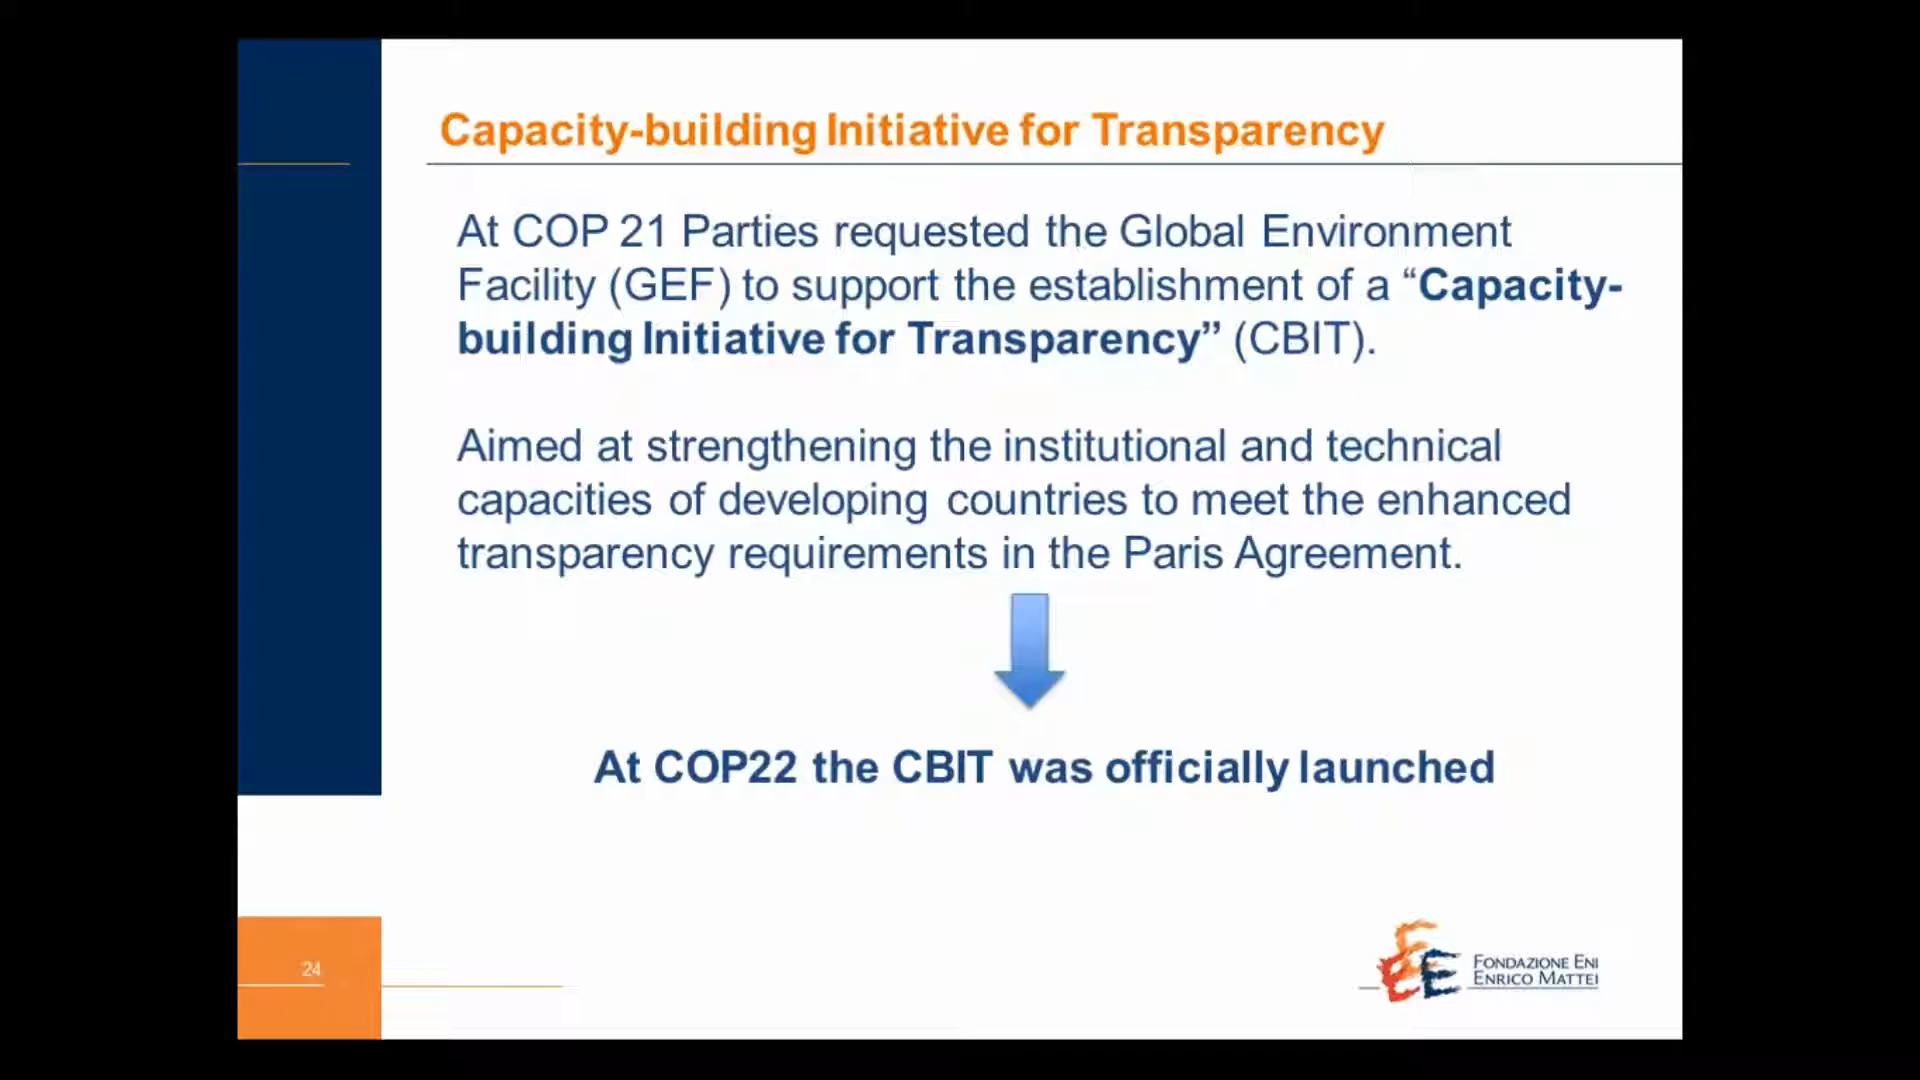 Capacity-building Initiative for Transparency
At COP 21 Parties requested the Global Environment
Facility (GEF) to support the establishment of a “Capacity-
building Initiative for Transparency” (CBIT).
Aimed at strengthening the institutional and technical
capacities of developing countries to meet the enhanced
transparency requirements in the Paris Agreement.
At COP22 the CBIT was officially launched
24
FONDAZIONE ENI
ENRICO MATTEI